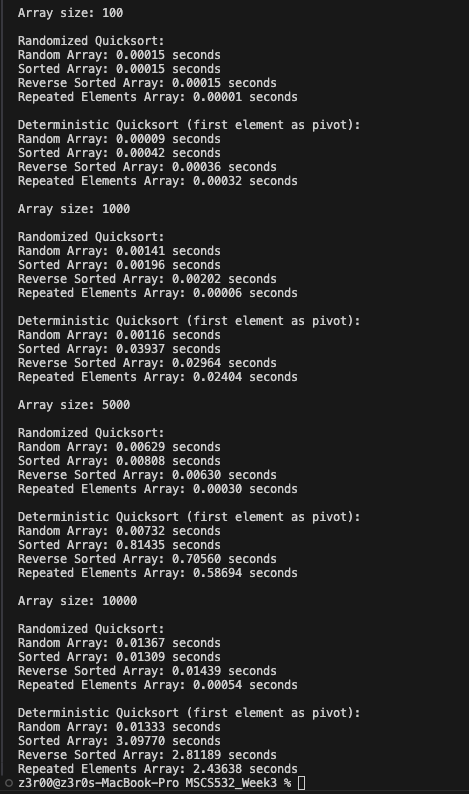 Array size: 100
Randomized Quicksort:
Random Array: 0.00015 seconds
Sorted Array: 0.00015 seconds
Reverse Sorted Array: 0.00015 seconds
Repeated Elements Array: 0.00001 seconds
Deterministic Quicksort (first element as pivot):
Random Array: 0.00009 seconds
Sorted Array: 0.00042 seconds
Reverse Sorted Array: 0.00036 seconds
Repeated Elements Array: 0.00032 seconds
Array size: 1000
Randomized Quicksort:
Random Array: 0.00141 seconds
Sorted Array: 0.00196 seconds
Reverse Sorted Array: 0.00202 seconds
Repeated Elements Array: 0.00006 seconds
Deterministic Quicksort (first element as pivot):
Random Array: 0.00116 seconds
Sorted Array: 0.03937 seconds
Reverse Sorted Array: 0.02964 seconds
Repeated Elements Array: 0.02404 seconds
Array size: 5000
Randomized Quicksort:
Random Array: 0.00629 seconds
Sorted Array: 0.00808 seconds
Reverse Sorted Array: 0.00630 seconds
Repeated Elements Array: 0.00030 seconds
Deterministic Quicksort (first element as pivot):
Random Array: 0.00732 seconds
Sorted Array: 0.81435 seconds
Reverse Sorted Array: 0.70560 seconds
Repeated Elements Array: 0.58694 seconds
Array size: 10000
Randomized Quicksort:
Random Array: 0.01367 seconds
Sorted Array: 0.01309 seconds
Reverse Sorted Array: 0.01439 seconds
Repeated Elements Array: 0.00054 seconds
Deterministic Quicksort (first element as pivot):
Random Array: 0.01333 seconds
Sorted Array: 3.09770 seconds
Reverse Sorted Array: 2.81189 seconds
Repeated Elements Array: 2.43638 seconds
z3r00@z3r0s-MacBook-Pro MSCS532_Week3 %